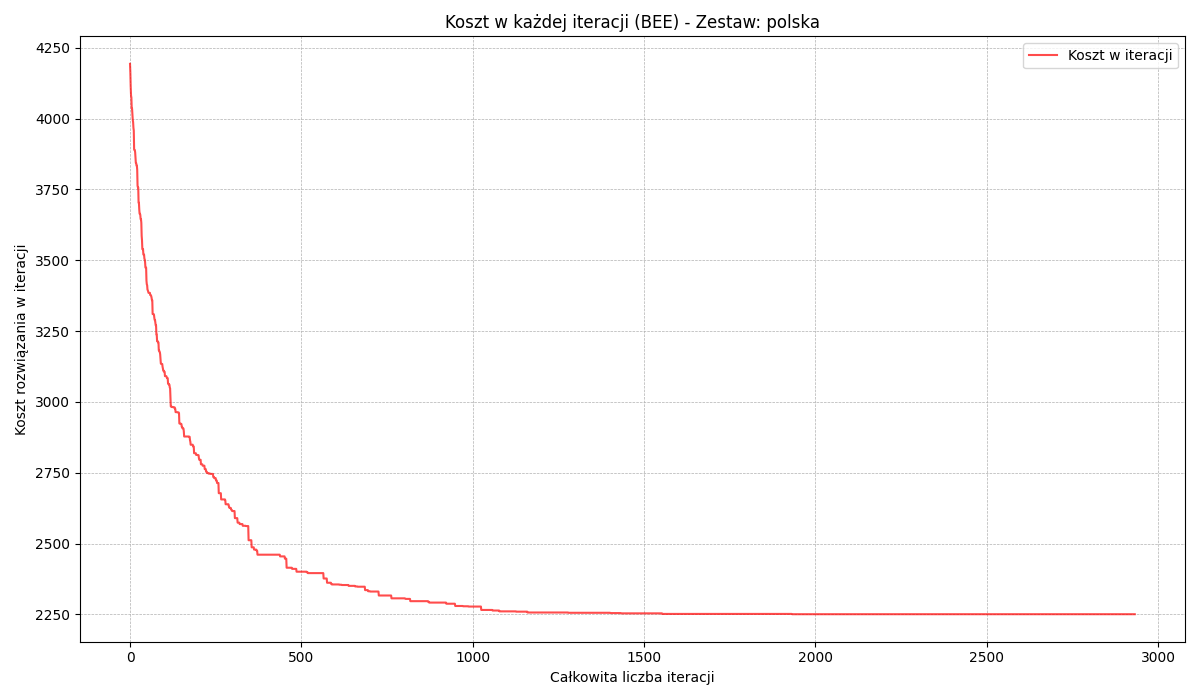 Koszt w każdej iteracji (BEE) - Zestaw: polska
Koszt w iteracji
Koszt rozwiązania w iteracji
4250
4000
3750
3500
3250
3000
2750
2500
2250
0 500 1000 1500 2000 2500 3000
Całkowita liczba iteracji